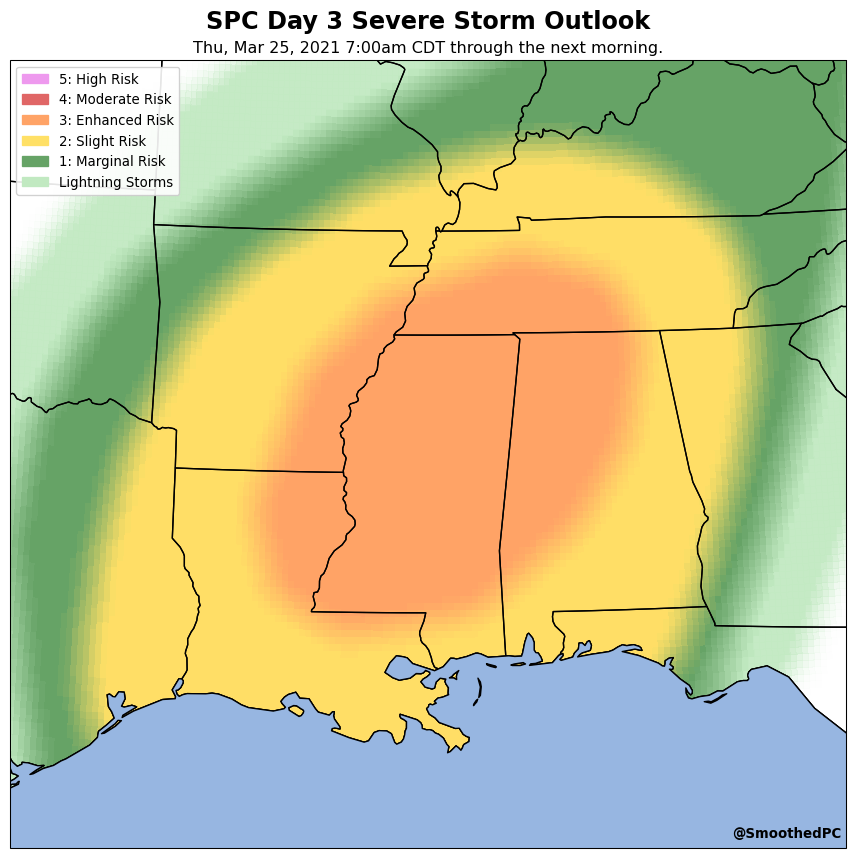 SPC Day 3 Severe Storm Outlook
Thu, Mar 25, 2021 7:00am CDT through the next morning.
5: High Risk
4: Moderate Risk
3: Enhanced Risk
2: Slight Risk
1: Marginal Risk
Lightning Storms
@SmoothedPC